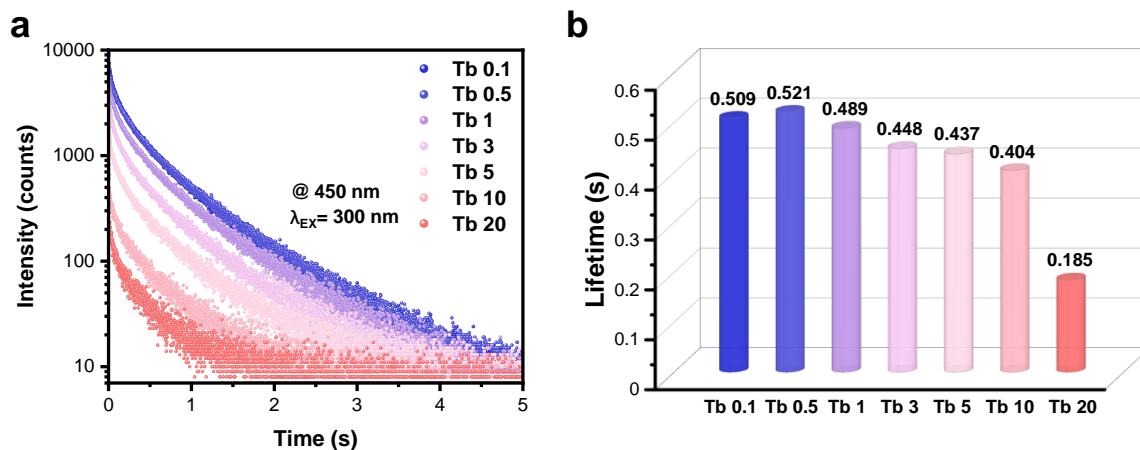 a
10000
1000
100
10
Intensity (counts)
0 1 2 3 4 5
Time (s)
@ 450 nm
λEX= 300 nm
Tb 0.1
Tb 0.5
Tb 1
Tb 3
Tb 5
Tb 10
Tb 20
b
0.6
0.5
0.4
0.3
0.2
0.1
0
Lifetime (s)
0.509 0.521 0.489 0.448 0.437 0.404 0.185
Tb 0.1 Tb 0.5 Tb 1 Tb 3 Tb 5 Tb 10 Tb 20